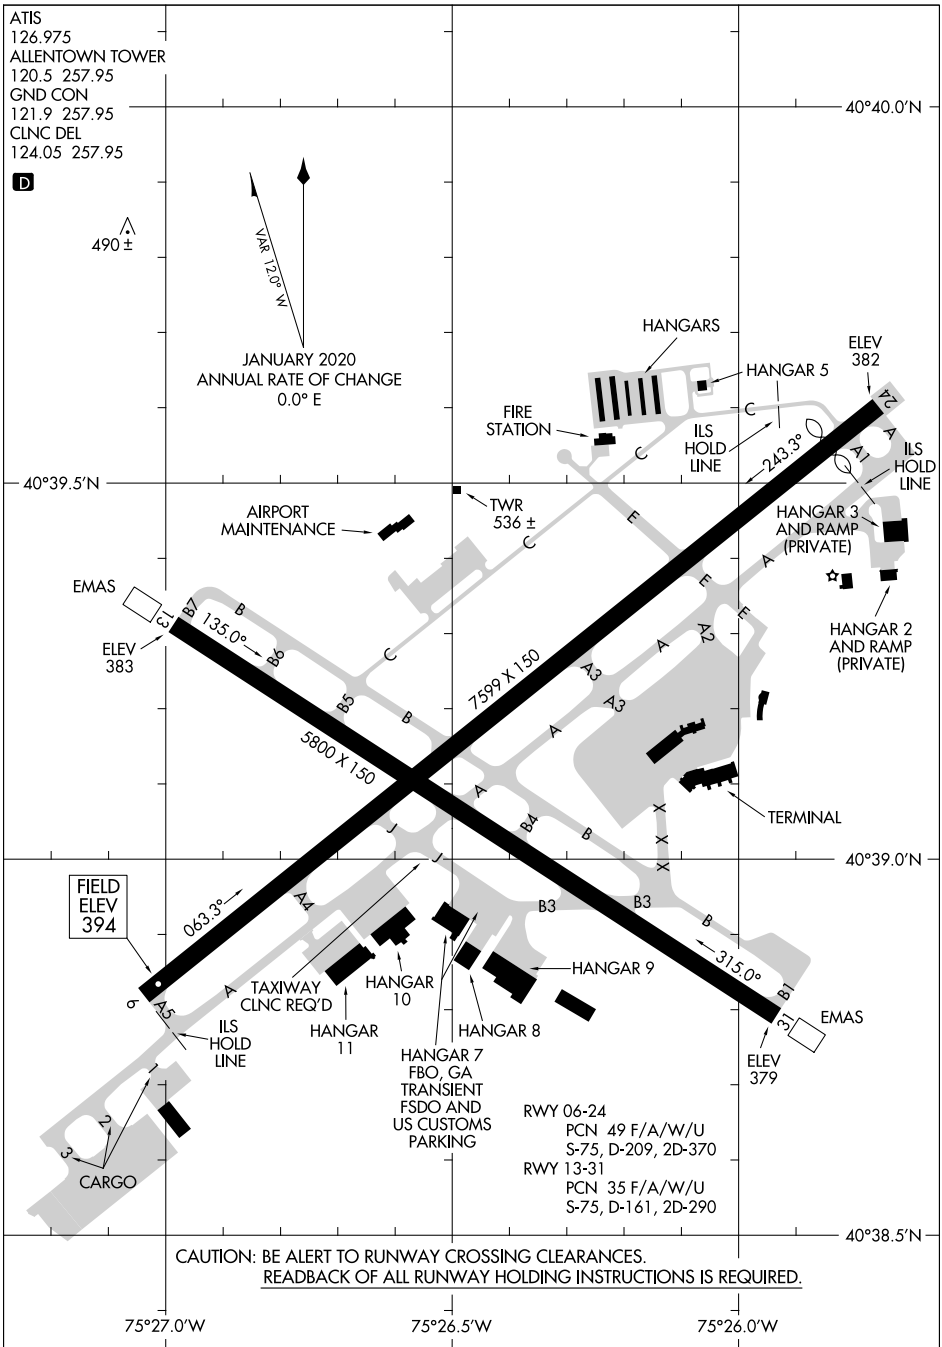 ATIS
126.975
ALLENTOWN TOWER
120.5 257.95
GND CON
121.9 257.95
CLNC DEL
124.05 257.95
D
40°40.0'N
490 ±
VAR 12.0° W
JANUARY 2020
ANNUAL RATE OF CHANGE
0.0° E
HANGARS
HANGAR 5
ELEV
382
24
FIRE
STATION
C
C
ILS
HOLD
LINE
243.3°
A
A1
ILS
HOLD
LINE
40°39.5'N
AIRPORT
MAINTENANCE
TWR
536 ±
C
E
HANGAR 3
AND RAMP
(PRIVATE)
A
EMAS
13
B7
B
135.0°
ELEV
383
B6
C
E
E
A2
A
HANGAR 2
AND RAMP
(PRIVATE)
7599 X 150
A3
A3
B5
B
A
5800 X 150
A
B4
B
J
J
X
X
X
TERMINAL
40°39.0'N
FIELD
ELEV
394
063.3°
A4
B3
B3
B
315.0°
6
A5
A
ILS
HOLD
LINE
TAXIWAY
CLNC REQ'D
HANGAR
10
HANGAR
11
HANGAR 9
HANGAR 8
B1
31
EMAS
ELEV
379
HANGAR 7
FBO, GA
TRANSIENT
FSDO AND
US CUSTOMS
PARKING
1
2
3
CARGO
RWY 06-24
PCN 49 F/A/W/U
S-75, D-209, 2D-370
RWY 13-31
PCN 35 F/A/W/U
S-75, D-161, 2D-290
40°38.5'N
CAUTION: BE ALERT TO RUNWAY CROSSING CLEARANCES.
READBACK OF ALL RUNWAY HOLDING INSTRUCTIONS IS REQUIRED.
75°27.0'W
75°26.5'W
75°26.0'W